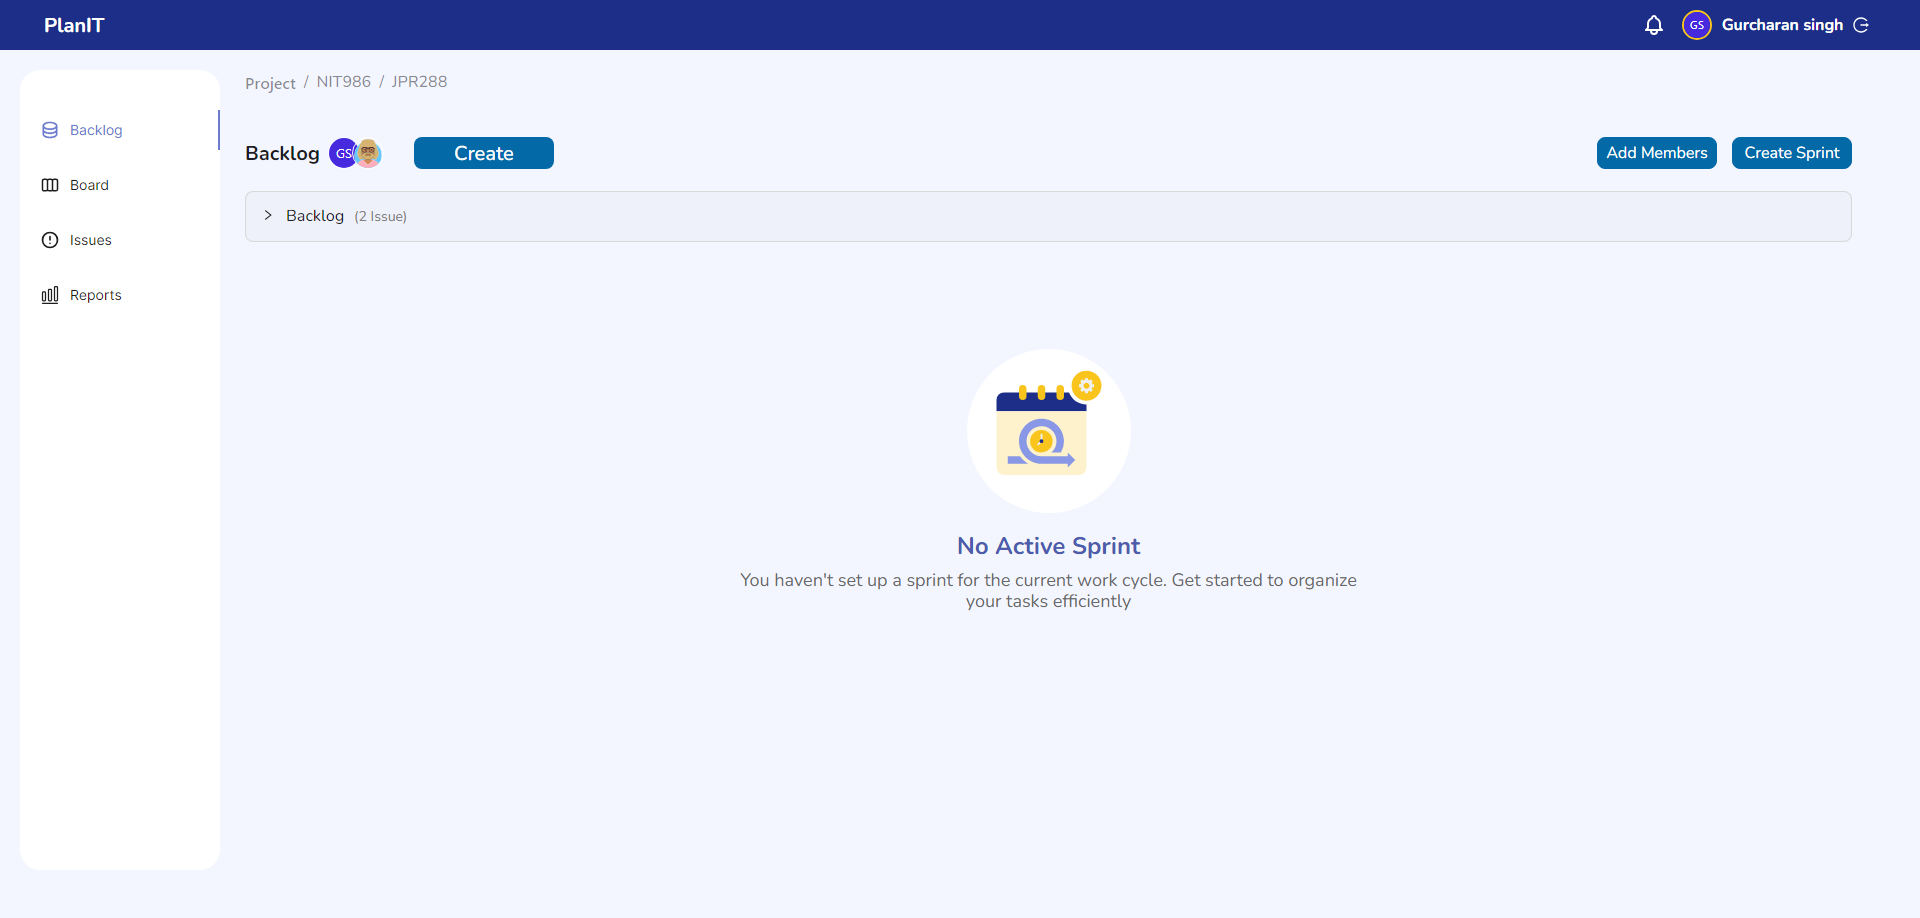 PlanIT
GS Gurcharan singh
Project / NIT986 / JPR288
Backlog
Board
Issues
Reports
Backlog GS Create Add Members Create Sprint
Backlog (2 Issue)
No Active Sprint
You haven't set up a sprint for the current work cycle. Get started to organize
your tasks efficiently